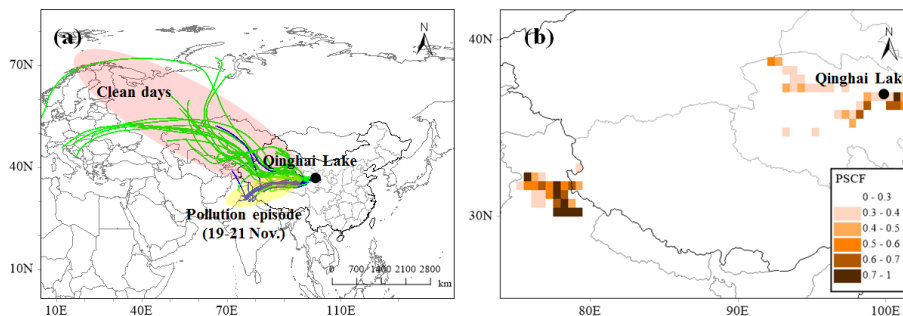 (a)
N
70N
Clean days
40N
Qinghai Lake
Pollution episode
(19-21 Nov.)
10N
0 700 1400 2800
km
10E 40E 70E 110E
(b)
N
40N
Qinghai Lake
30N
PSCF
0 - 0.3
0.3 - 0.4
0.4 - 0.5
0.5 - 0.6
0.6 - 0.7
0.7 - 1
80E 90E 100E